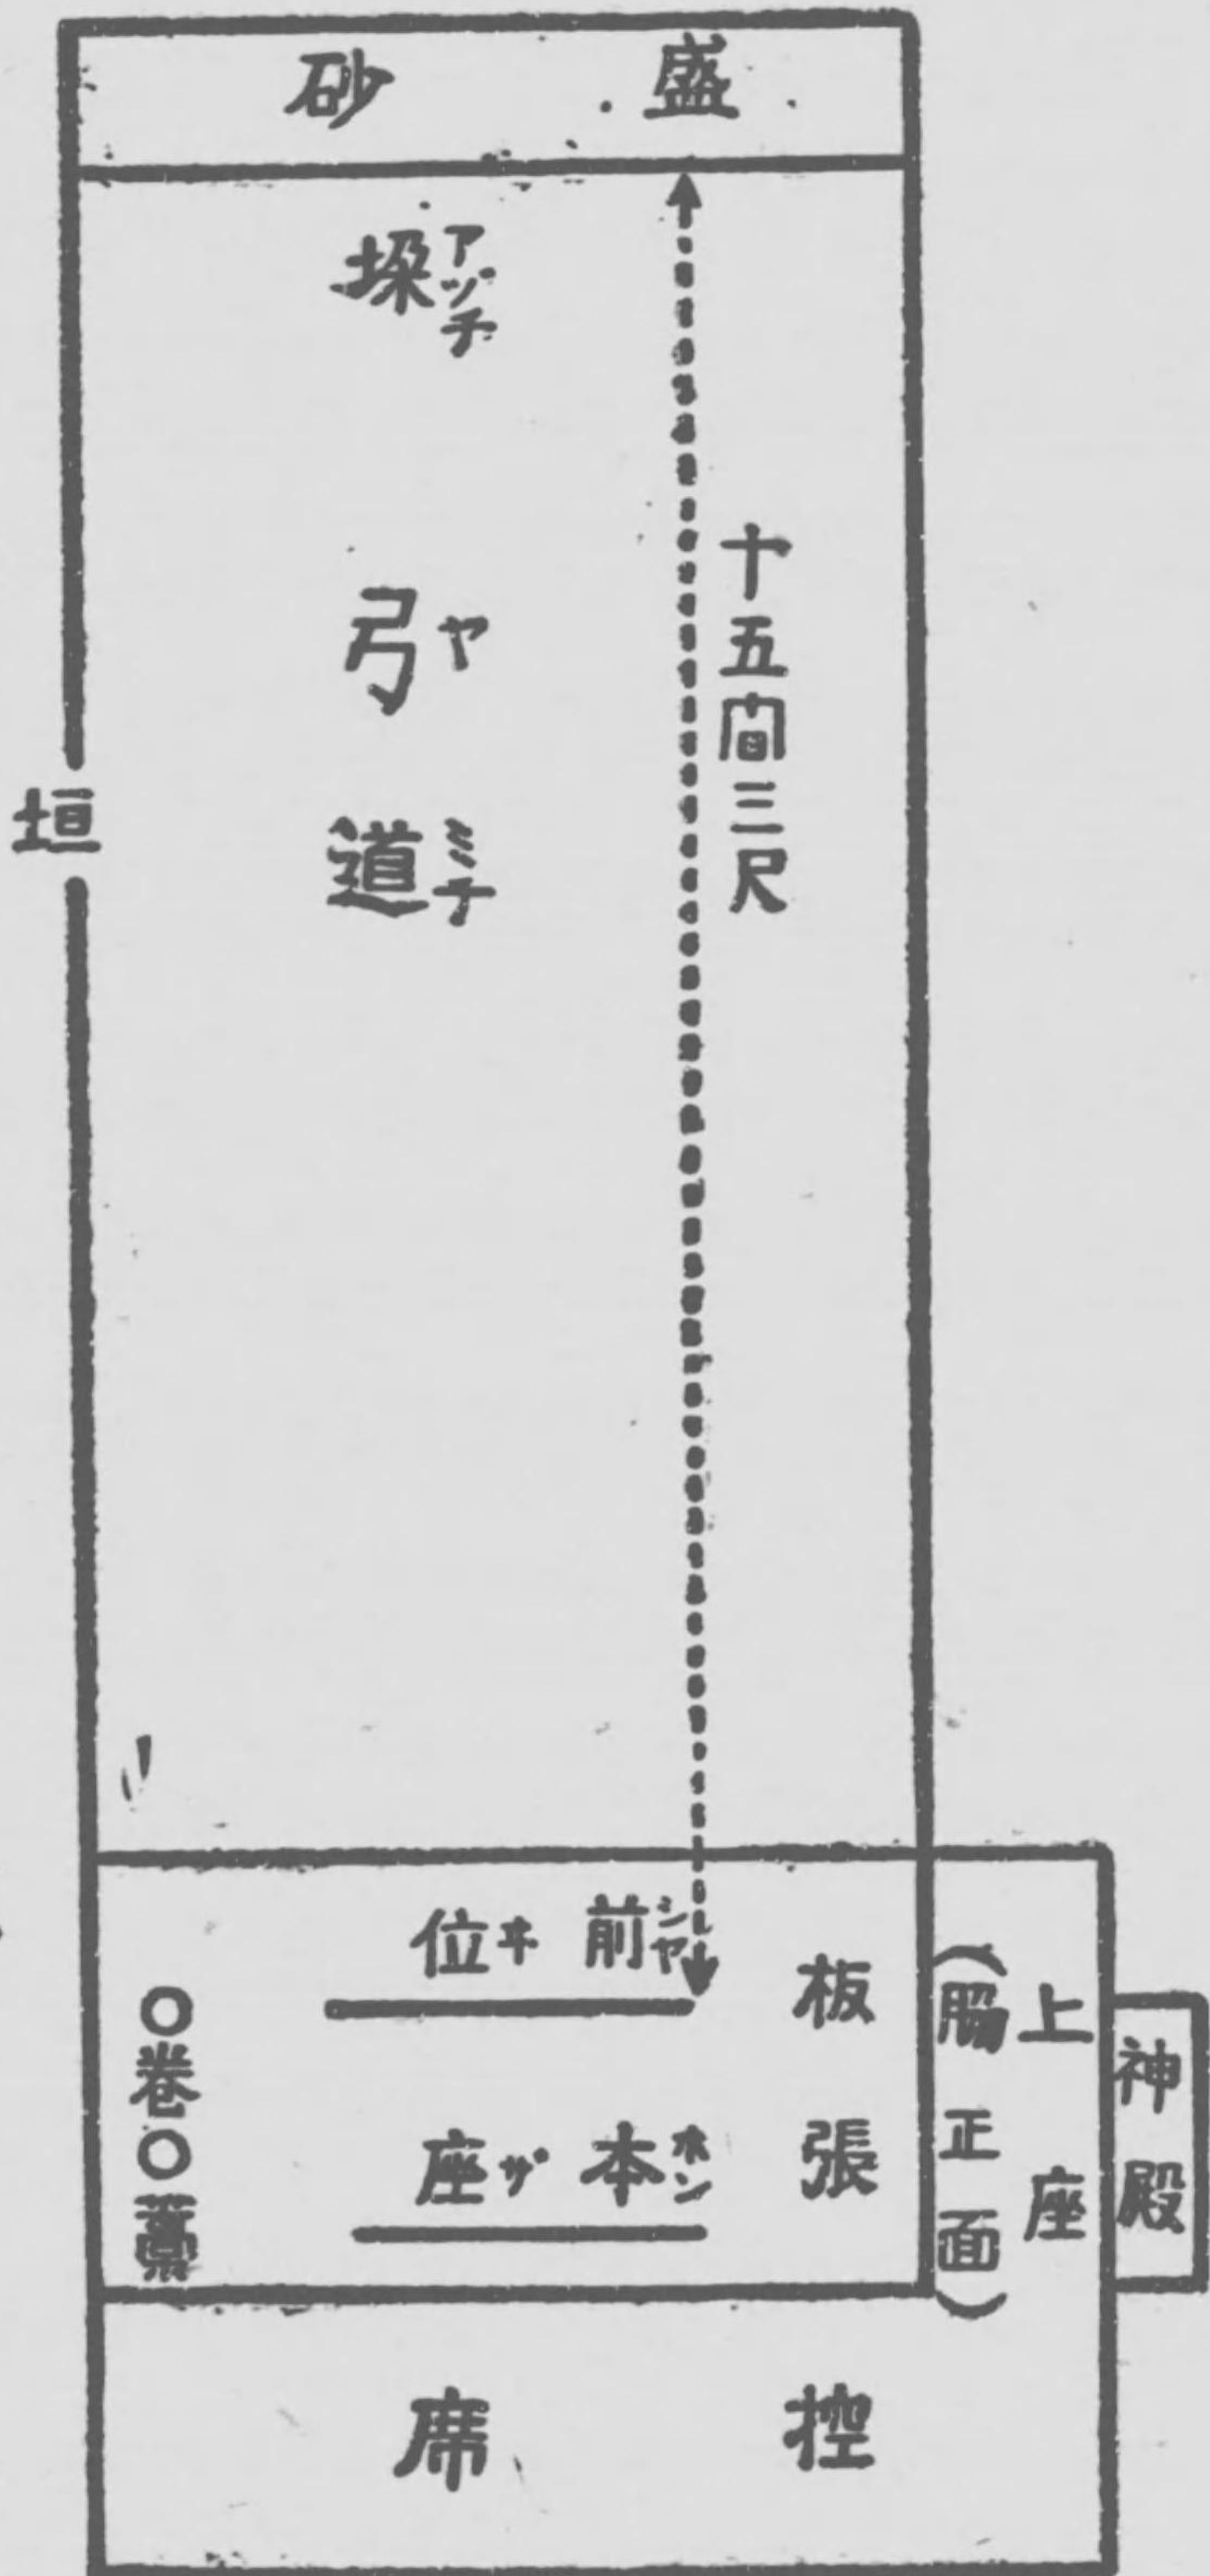 盛砂
垜
アヅチ
十五間三尺
弓道
ヤミチ
垣
前位
シャヰ
本座
ホンザ
板張
○巻○藁
上座
(脇正面)
神殿
控席